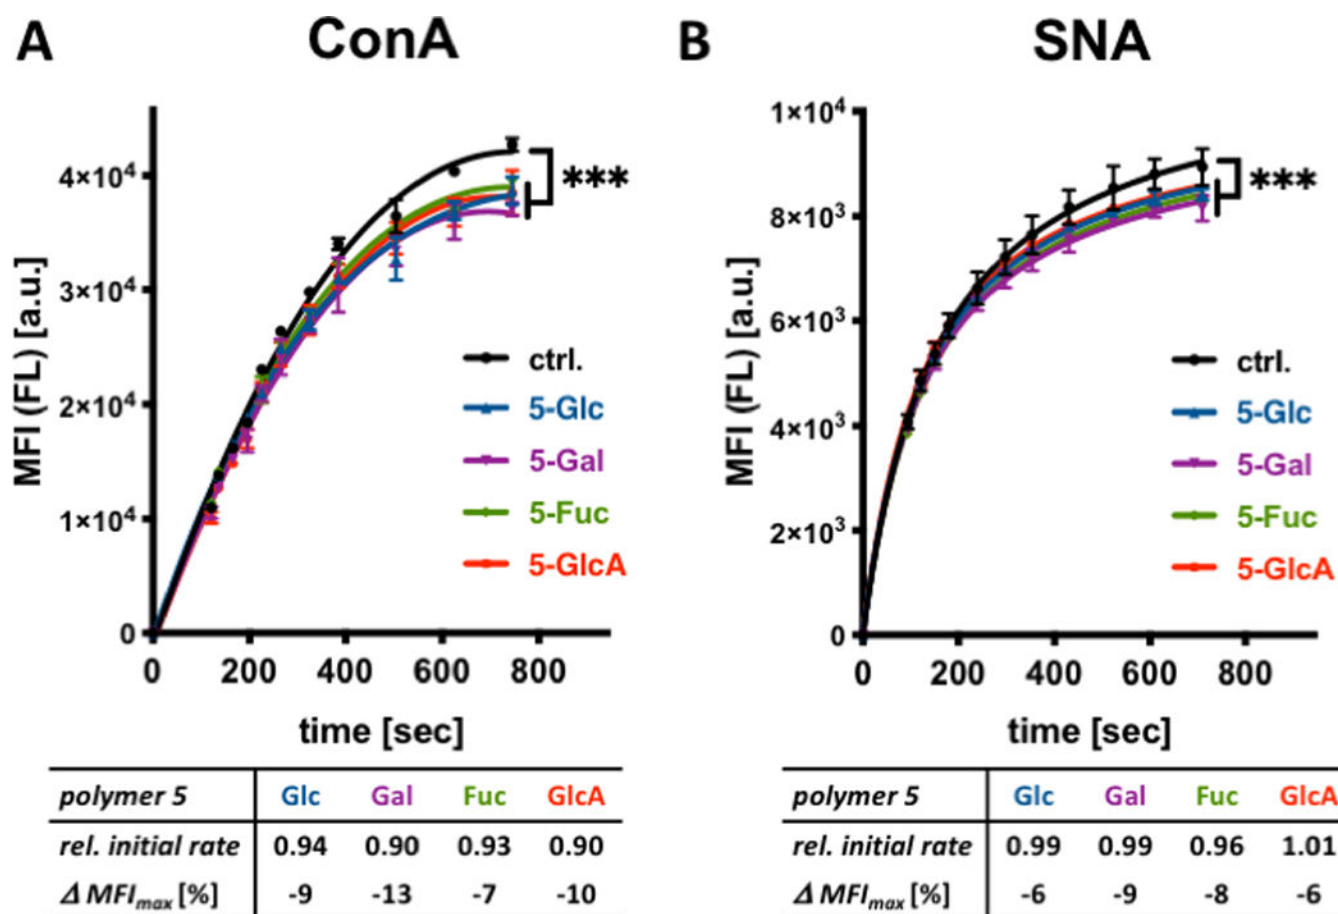 A ConA
MFI (FL) [a.u.]
4×10⁴
3×10⁴
2×10⁴
1×10⁴
0
0 200 400 600 800
time [sec]
***
ctrl.
5-Glc
5-Gal
5-Fuc
5-GlcA
polymer 5 Glc Gal Fuc GlcA
rel. initial rate 0.94 0.90 0.93 0.90
Δ MFImax [%] -9 -13 -7 -10
B SNA
MFI (FL) [a.u.]
1×10⁴
8×10³
6×10³
4×10³
2×10³
0
0 200 400 600 800
time [sec]
***
ctrl.
5-Glc
5-Gal
5-Fuc
5-GlcA
polymer 5 Glc Gal Fuc GlcA
rel. initial rate 0.99 0.99 0.96 1.01
Δ MFImax [%] -6 -9 -8 -6